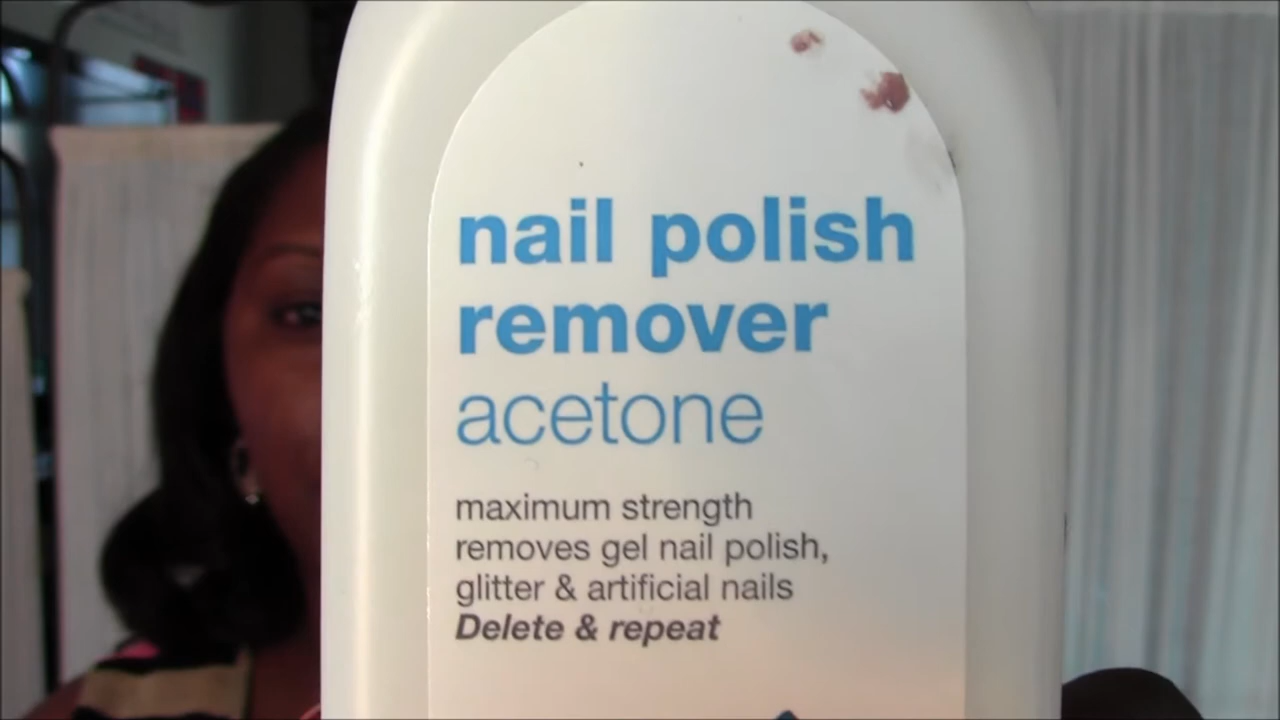 nail polish
remover
acetone
maximum strength
removes gel nail polish,
glitter & artificial nails
Delete & repeat